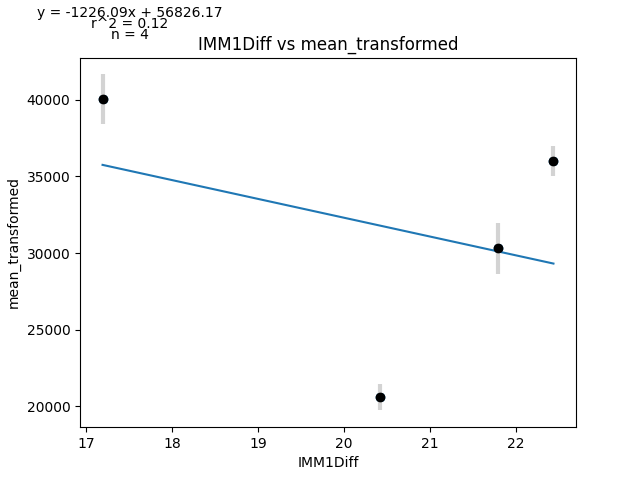 y = -1226.09x + 56826.17
r^2 = 0.12
n = 4
IMM1Diff vs mean_transformed
40000
35000
30000
25000
20000
mean_transformed
17 18 19 20 21 22
IMM1Diff